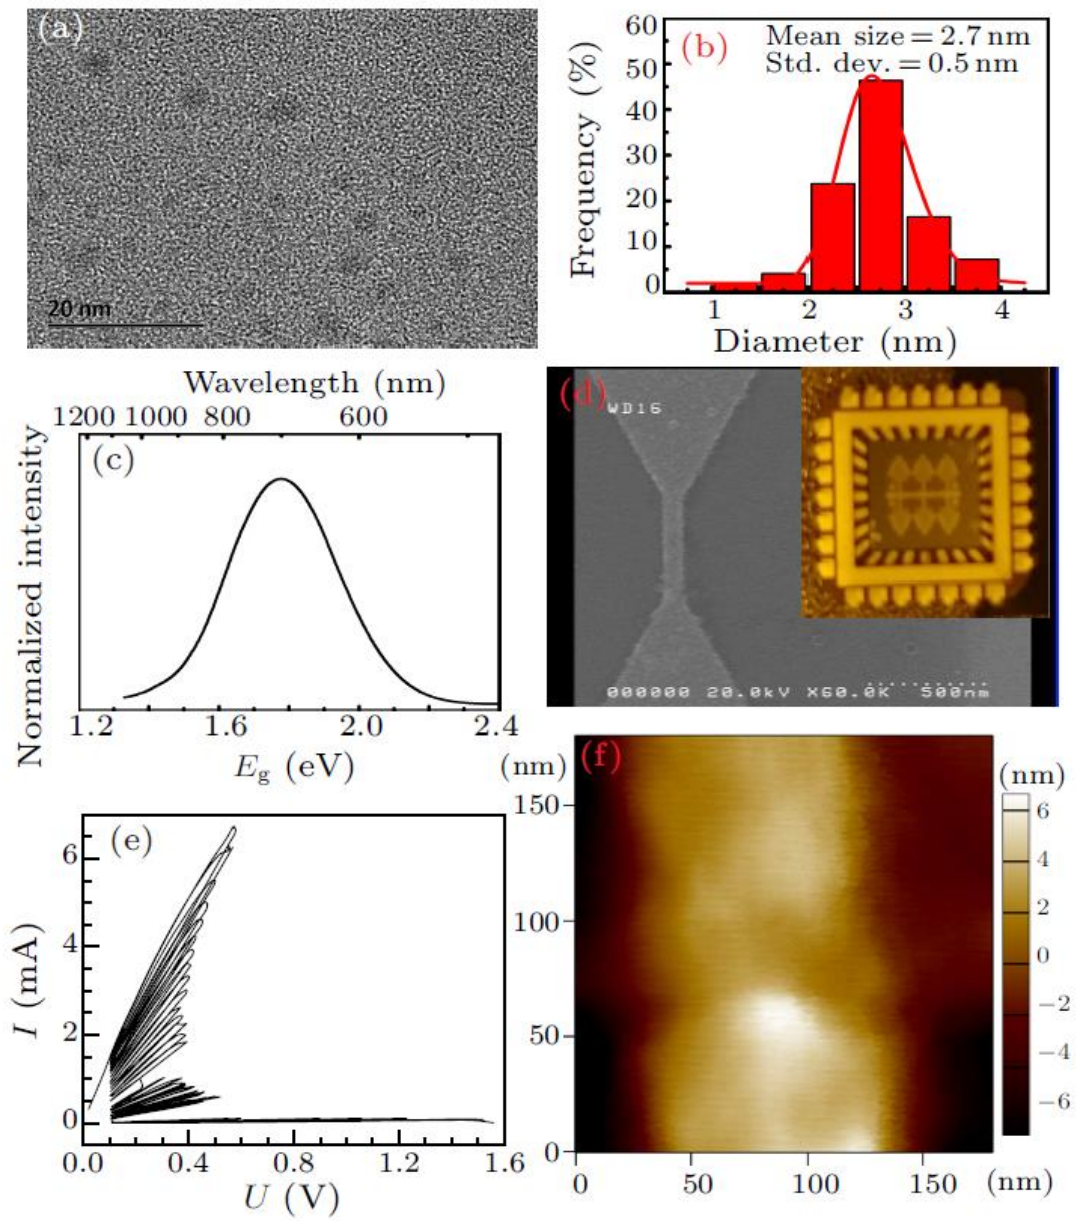 (a)
20 nm
(b)
Mean size = 2.7 nm
Std. dev. = 0.5 nm
Frequency (%)
60
50
40
30
20
10
0
1 2 3 4
Diameter (nm)
Wavelength (nm)
1200 1000 800 600
(c)
Normalized intensity
1.2 1.6 2.0 2.4
Eg (eV)
(d)
WD16
000000 20.0kV X60.0K 500nm
(e)
I (mA)
6
4
2
0
0.0 0.4 0.8 1.2 1.6
U (V)
(nm)
(f)
150
100
50
0
0 50 100 150 (nm)
(nm)
6
4
2
0
−2
−4
−6